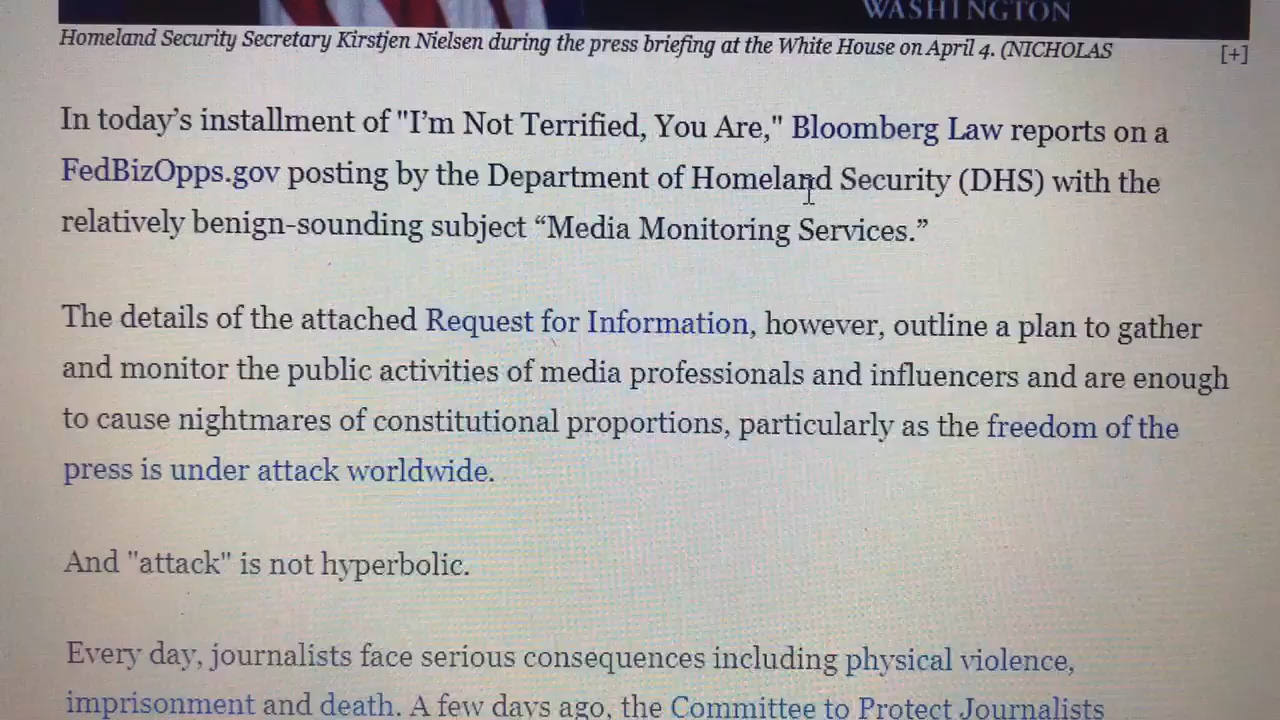 WASHINGTON
Homeland Security Secretary Kirstjen Nielsen during the press briefing at the White House on April 4. (NICHOLAS
[+]
In today’s installment of "I’m Not Terrified, You Are," Bloomberg Law reports on a
FedBizOpps.gov posting by the Department of Homeland Security (DHS) with the
relatively benign-sounding subject “Media Monitoring Services.”
The details of the attached Request for Information, however, outline a plan to gather
and monitor the public activities of media professionals and influencers and are enough
to cause nightmares of constitutional proportions, particularly as the freedom of the
press is under attack worldwide.
And "attack" is not hyperbolic.
Every day, journalists face serious consequences including physical violence,
imprisonment and death. A few days ago, the Committee to Protect Journalists